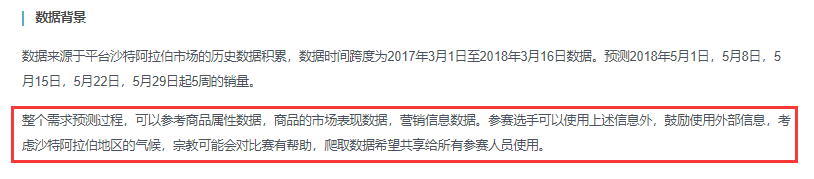 数据背景
数据来源于平台沙特阿拉伯市场的历史数据积累，数据时间跨度为2017年3月1日至2018年3月16日数据。预测2018年5月1日，5月8日，5
月15日，5月22日，5月29日起5周的销量。
整个需求预测过程，可以参考商品属性数据，商品的市场表现数据，营销信息数据。参赛选手可以使用上述信息外，鼓励使用外部信息，考
虑沙特阿拉伯地区的气候，宗教可能会对比赛有帮助，爬取数据希望共享给所有参赛人员使用。